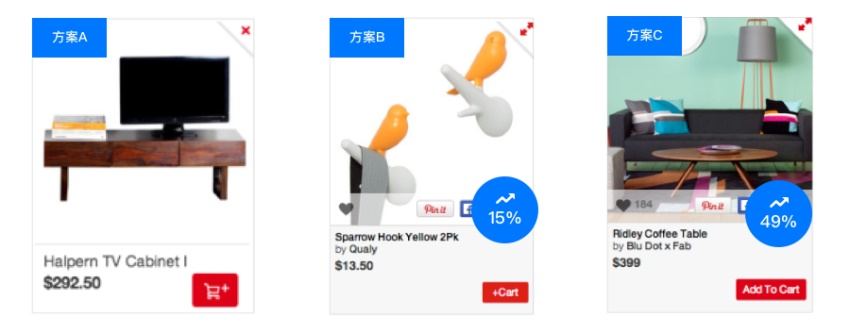 方案A
Halpern TV Cabinet I
$292.50
方案B
Pin it
15%
Sparrow Hook Yellow 2Pk
by Qualy
$13.50
+Cart
方案C
184
Pin it
49%
Ridley Coffee Table
by Blu Dot x Fab
$399
Add To Cart